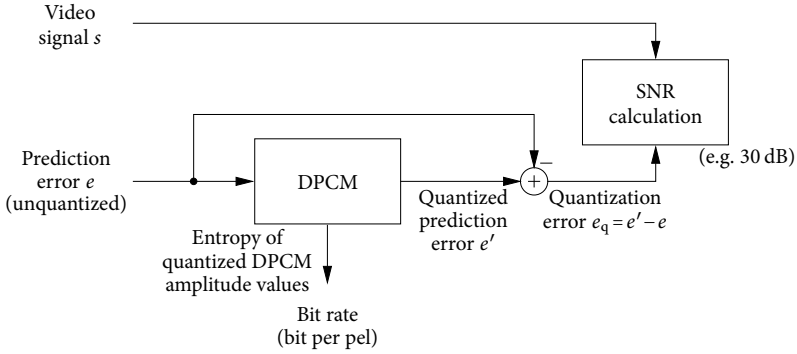 Video
signal s
SNR
calculation
(e.g. 30 dB)
Prediction
error e
(unquantized)
DPCM
−
+
Quantized
prediction
error e′
Quantization
error eq = e′ − e
Entropy of
quantized DPCM
amplitude values
Bit rate
(bit per pel)